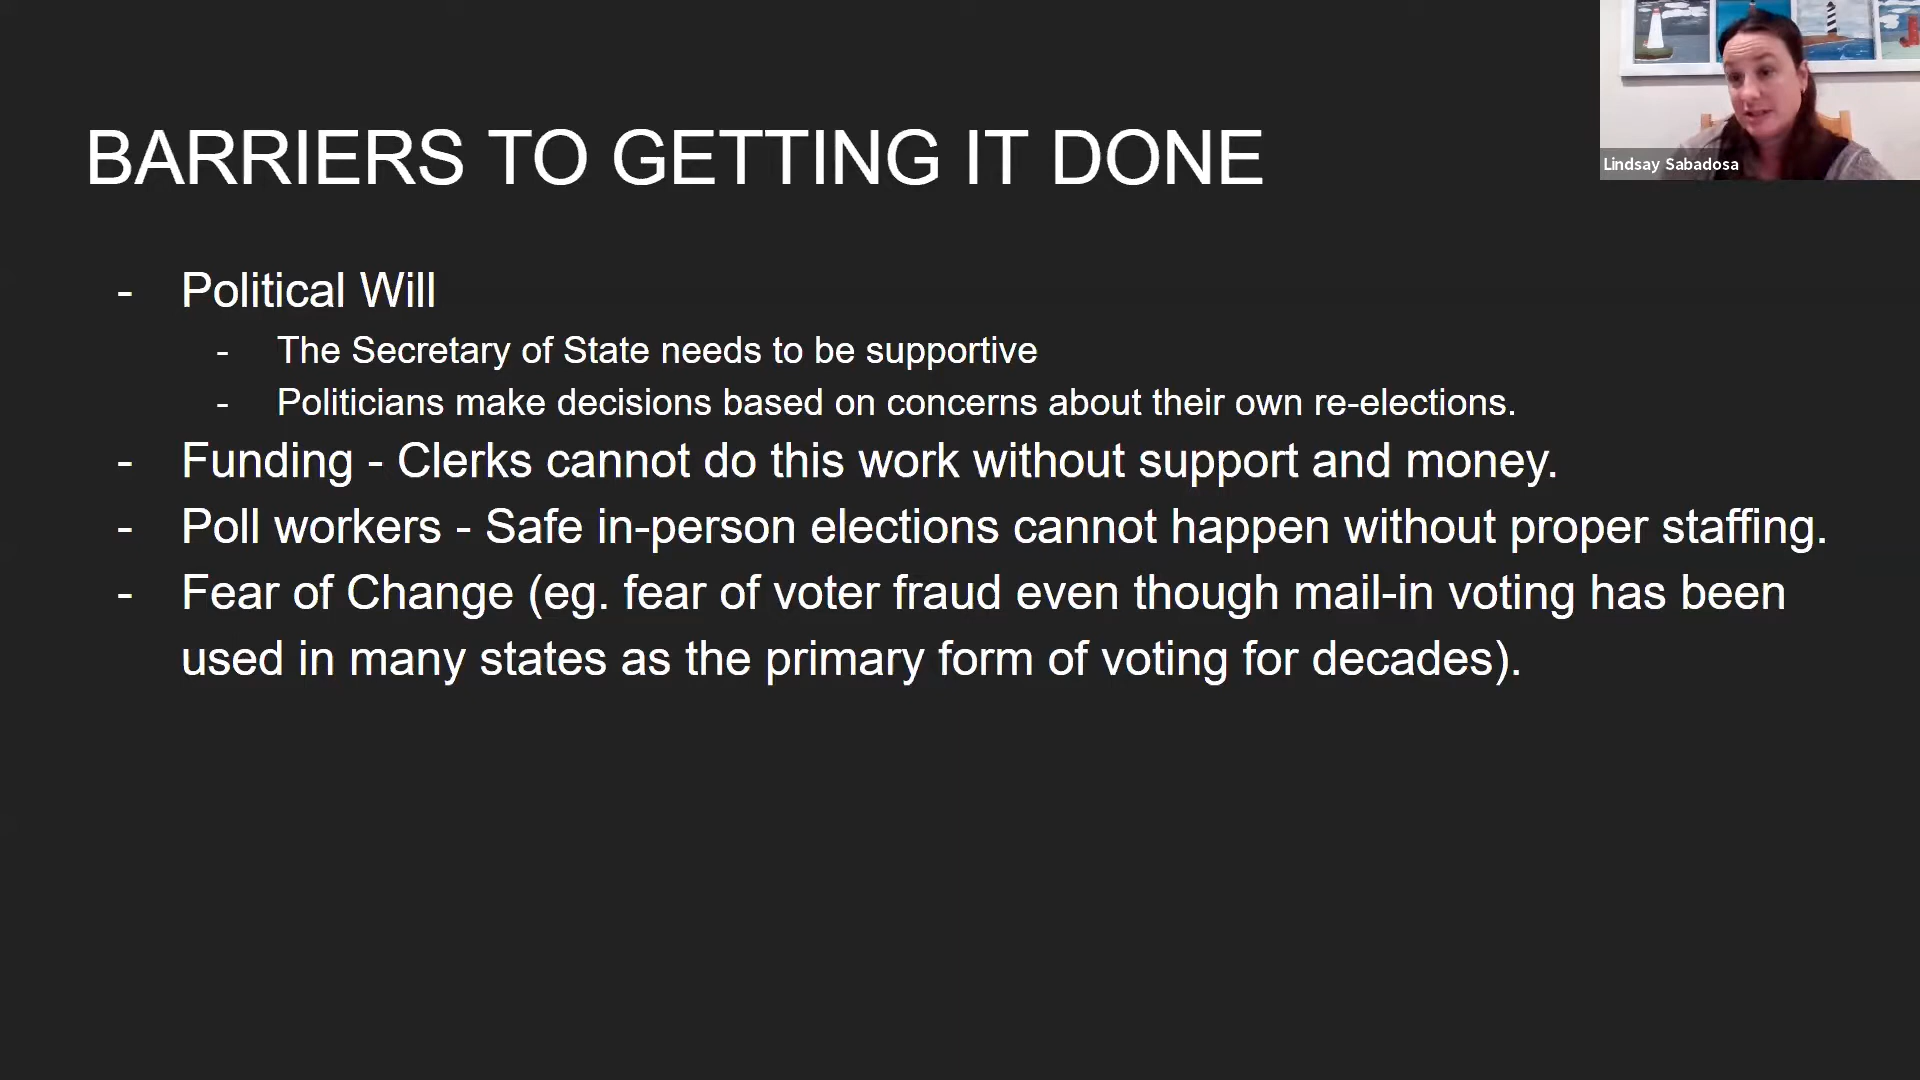 BARRIERS TO GETTING IT DONE
Lindsay Sabadosa
- Political Will
- The Secretary of State needs to be supportive
- Politicians make decisions based on concerns about their own re-elections.
- Funding - Clerks cannot do this work without support and money.
- Poll workers - Safe in-person elections cannot happen without proper staffing.
- Fear of Change (eg. fear of voter fraud even though mail-in voting has been
used in many states as the primary form of voting for decades).